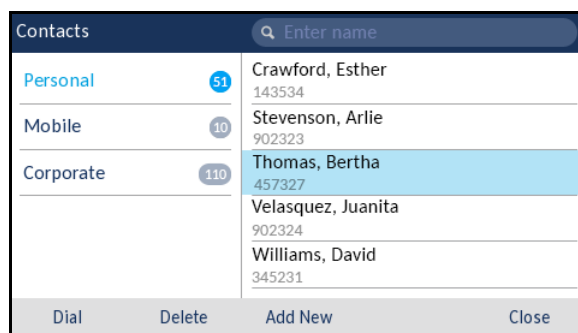 Contacts
Enter name
Personal 51
Mobile 10
Corporate 110
Crawford, Esther
143534
Stevenson, Arlie
902323
Thomas, Bertha
457327
Velasquez, Juanita
902324
Williams, David
345231
Dial Delete Add New Close